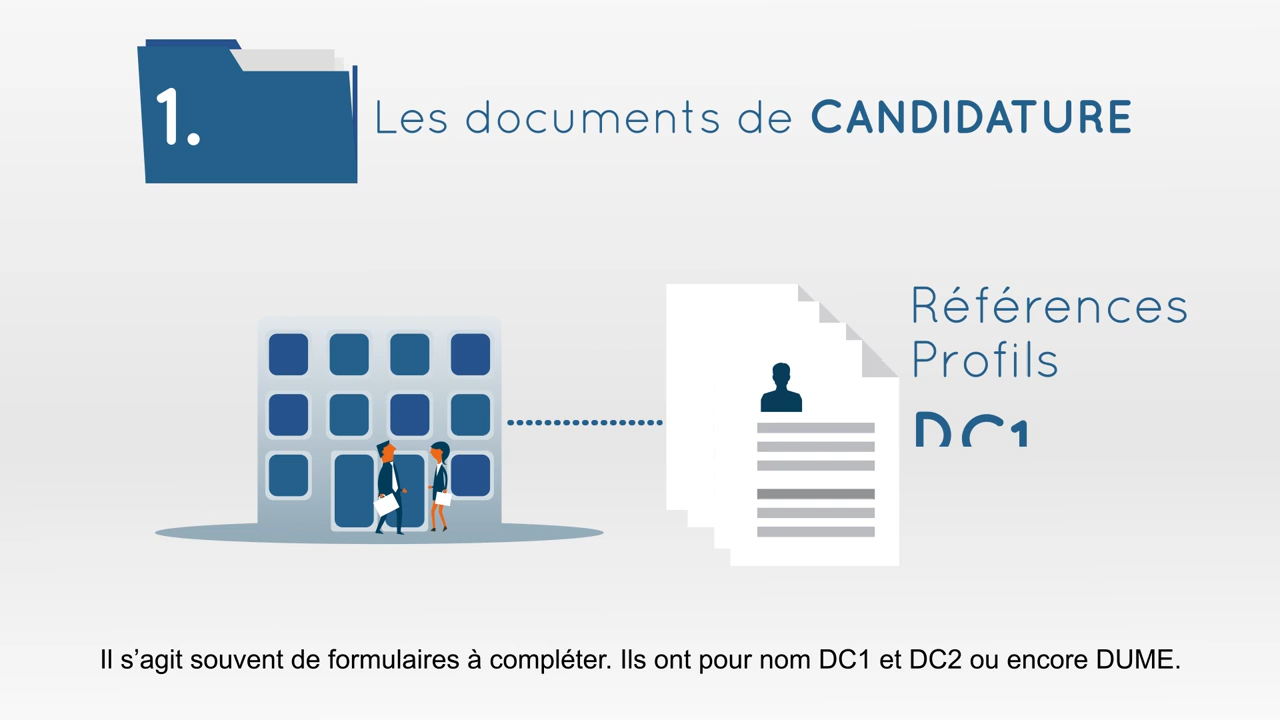 1.
Les documents de CANDIDATURE
Références
Profils
DC1
Il s’agit souvent de formulaires à compléter. Ils ont pour nom DC1 et DC2 ou encore DUME.